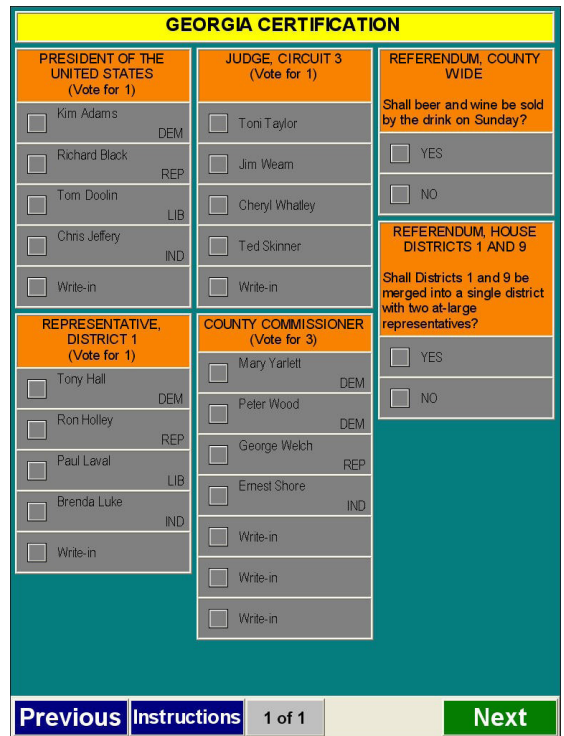 GEORGIA CERTIFICATION
PRESIDENT OF THE
UNITED STATES
(Vote for 1)
Kim Adams
DEM
Richard Black
REP
Tom Doolin
LIB
Chris Jeffery
IND
Write-in
REPRESENTATIVE,
DISTRICT 1
(Vote for 1)
Tony Hall
DEM
Ron Holley
REP
Paul Laval
LIB
Brenda Luke
IND
Write-in
JUDGE, CIRCUIT 3
(Vote for 1)
Toni Taylor
Jim Weam
Cheryl Whatley
Ted Skinner
Write-in
COUNTY COMMISSIONER
(Vote for 3)
Mary Yarlett
DEM
Peter Wood
DEM
George Welch
REP
Ernest Shore
IND
Write-in
Write-in
Write-in
REFERENDUM, COUNTY
WIDE
Shall beer and wine be sold
by the drink on Sunday?
YES
NO
REFERENDUM, HOUSE
DISTRICTS 1 AND 9
Shall Districts 1 and 9 be
merged into a single district
with two at-large
representatives?
YES
NO
Previous
Instructions
1 of 1
Next